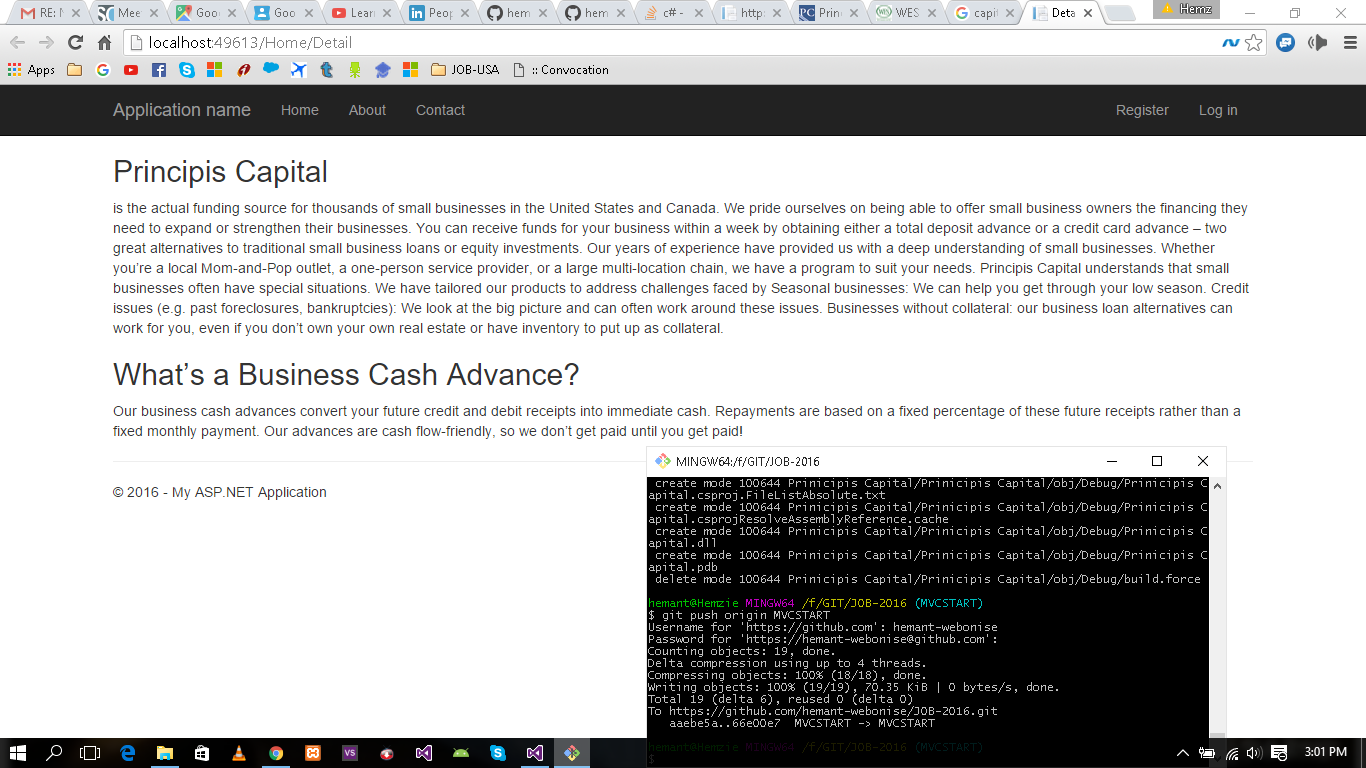 RE: M
Mee
Goo
Goo
Learn
Peop
hem
hem
c# -
http:
Prin
WES
capit
Deta
Hemz
localhost:49613/Home/Detail
Apps
JOB-USA
:: Convocation
Application name Home About Contact Register Log in
Principis Capital
is the actual funding source for thousands of small businesses in the United States and Canada. We pride ourselves on being able to offer small business owners the financing they
need to expand or strengthen their businesses. You can receive funds for your business within a week by obtaining either a total deposit advance or a credit card advance – two
great alternatives to traditional small business loans or equity investments. Our years of experience have provided us with a deep understanding of small businesses. Whether
you’re a local Mom-and-Pop outlet, a one-person service provider, or a large multi-location chain, we have a program to suit your needs. Principis Capital understands that small
businesses often have special situations. We have tailored our products to address challenges faced by Seasonal businesses: We can help you get through your low season. Credit
issues (e.g. past foreclosures, bankruptcies): We look at the big picture and can often work around these issues. Businesses without collateral: our business loan alternatives can
work for you, even if you don’t own your own real estate or have inventory to put up as collateral.
What’s a Business Cash Advance?
Our business cash advances convert your future credit and debit receipts into immediate cash. Repayments are based on a fixed percentage of these future receipts rather than a
fixed monthly payment. Our advances are cash flow-friendly, so we don’t get paid until you get paid!
© 2016 - My ASP.NET Application
MINGW64:/f/GIT/JOB-2016
create mode 100644 Prinicipis Capital/Prinicipis Capital/obj/Debug/Prinicipis C
apital.csproj.FileListAbsolute.txt
create mode 100644 Prinicipis Capital/Prinicipis Capital/obj/Debug/Prinicipis C
apital.csprojResolveAssemblyReference.cache
create mode 100644 Prinicipis Capital/Prinicipis Capital/obj/Debug/Prinicipis C
apital.dll
create mode 100644 Prinicipis Capital/Prinicipis Capital/obj/Debug/Prinicipis C
apital.pdb
delete mode 100644 Prinicipis Capital/Prinicipis Capital/obj/Debug/build.force
hemant@Hemzie MINGW64 /f/GIT/JOB-2016 (MVCSTART)
$ git push origin MVCSTART
Username for 'https://github.com': hemant-webonise
Password for 'https://hemant-webonise@github.com':
Counting objects: 19, done.
Delta compression using up to 4 threads.
Compressing objects: 100% (18/18), done.
Writing objects: 100% (19/19), 70.35 KiB | 0 bytes/s, done.
Total 19 (delta 6), reused 0 (delta 0)
To https://github.com/hemant-webonise/JOB-2016.git
aaebe5a..66e00e7 MVCSTART -> MVCSTART
hemant@Hemzie MINGW64 /f/GIT/JOB-2016 (MVCSTART)
$
3:01 PM